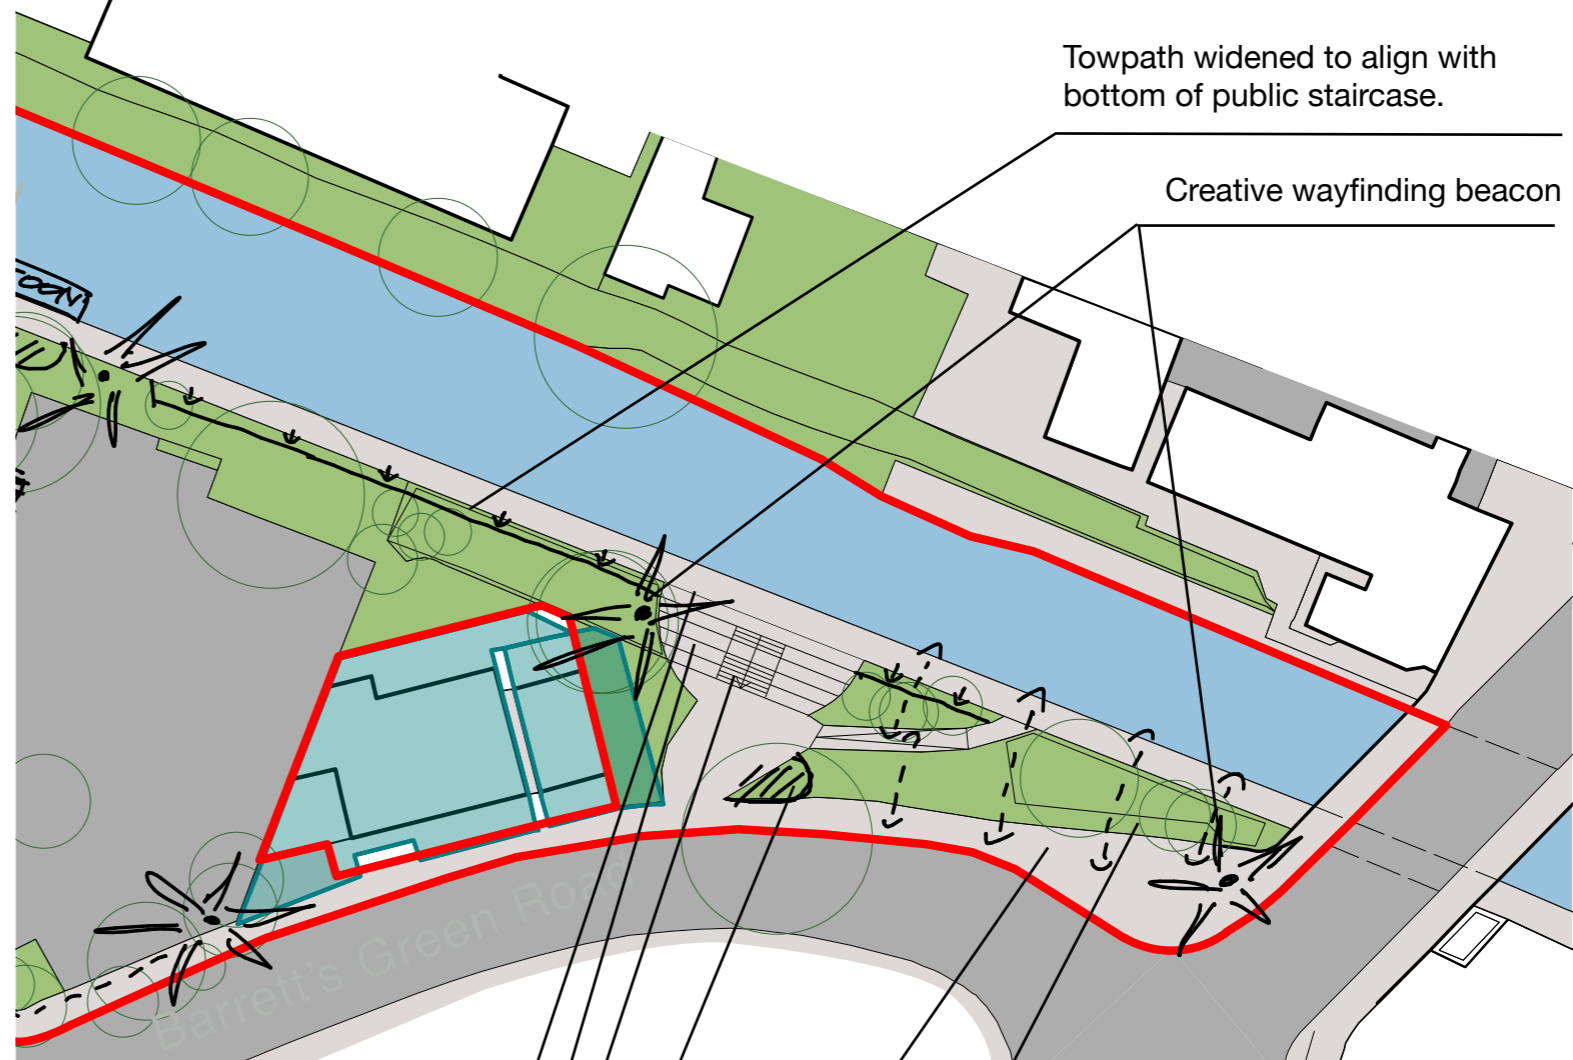 Towpath widened to align with
bottom of public staircase.
Creative wayfinding beacon
Barrett's Green Road